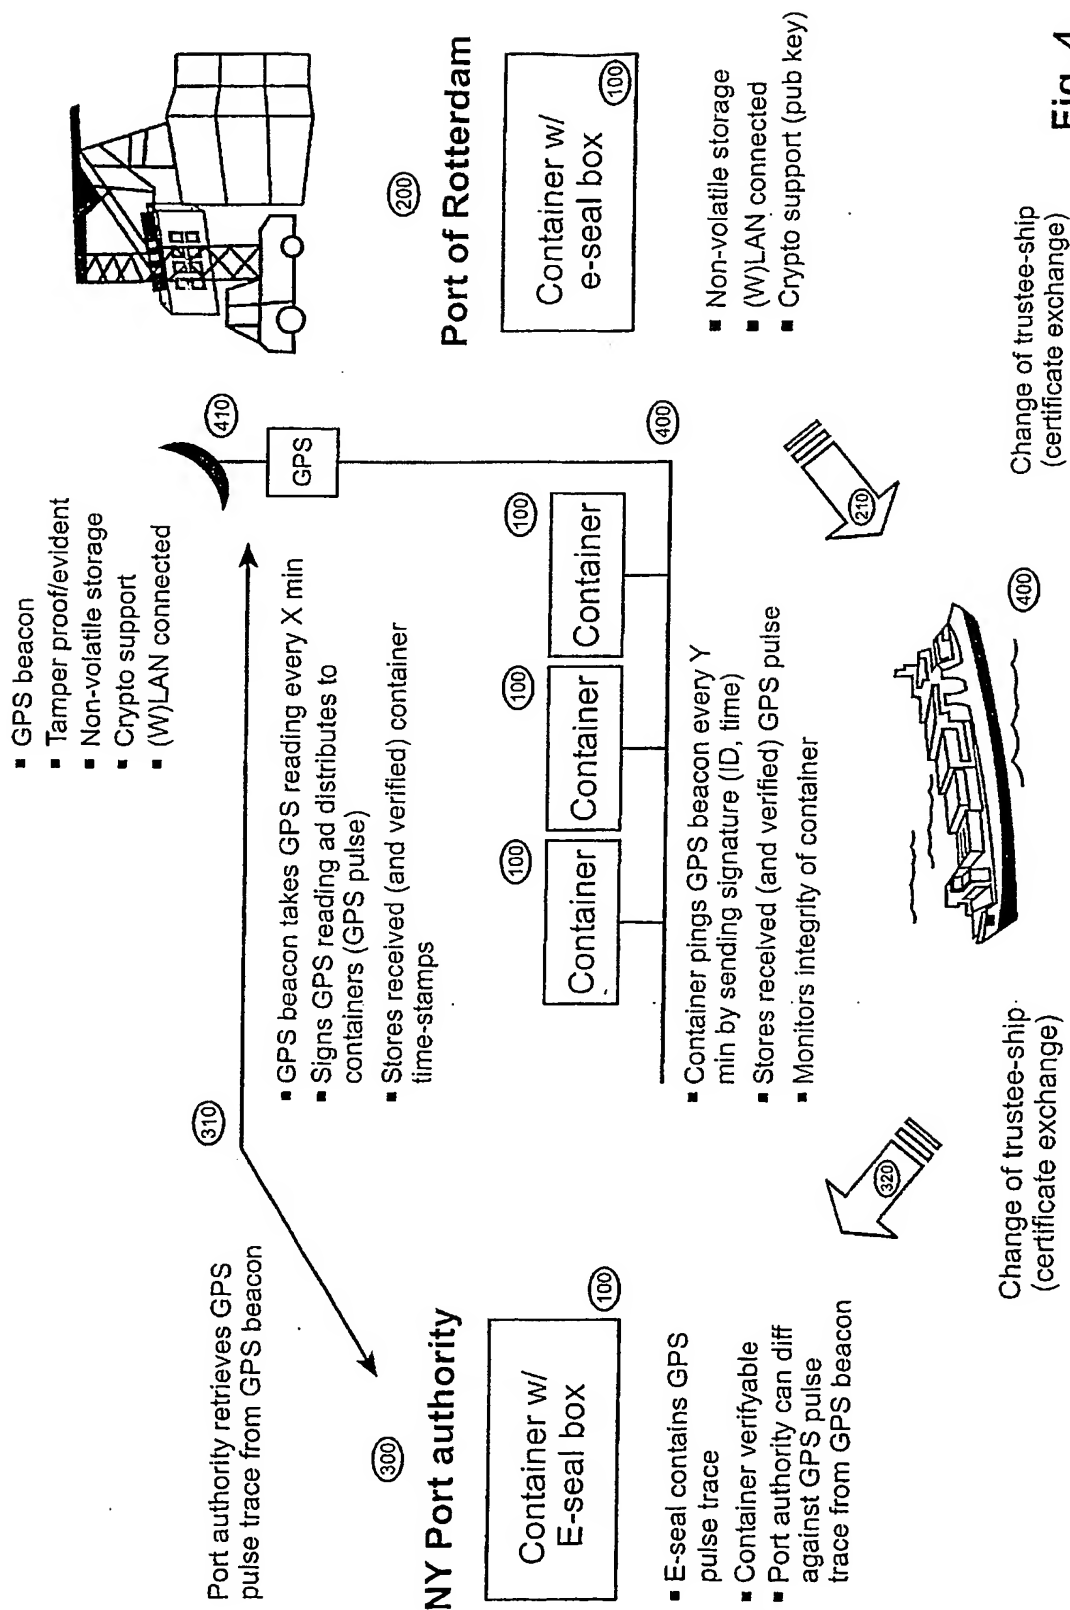 Port authority retrieves GPS
pulse trace from GPS beacon
310
■ GPS beacon
■ Tamper proof/evident
■ Non-volatile storage
■ Crypto support
■ (W)LAN connected
410
GPS
■ GPS beacon takes GPS reading every X min
■ Signs GPS reading ad distributes to
containers (GPS pulse)
■ Stores received (and verified) container
time-stamps
300
NY Port authority
Container w/
E-seal box
100
■ E-seal contains GPS
pulse trace
■ Container verifyable
■ Port authority can diff
against GPS pulse
trace from GPS beacon
100
Container
100
Container
100
Container
400
■ Container pings GPS beacon every Y
min by sending signature (ID, time)
■ Stores received (and verified) GPS pulse
■ Monitors integrity of container
200
Port of Rotterdam
Container w/
e-seal box
100
■ Non-volatile storage
■ (W)LAN connected
■ Crypto support (pub key)
320
Change of trustee-ship
(certificate exchange)
400
210
Change of trustee-ship
(certificate exchange)
Fig. 4